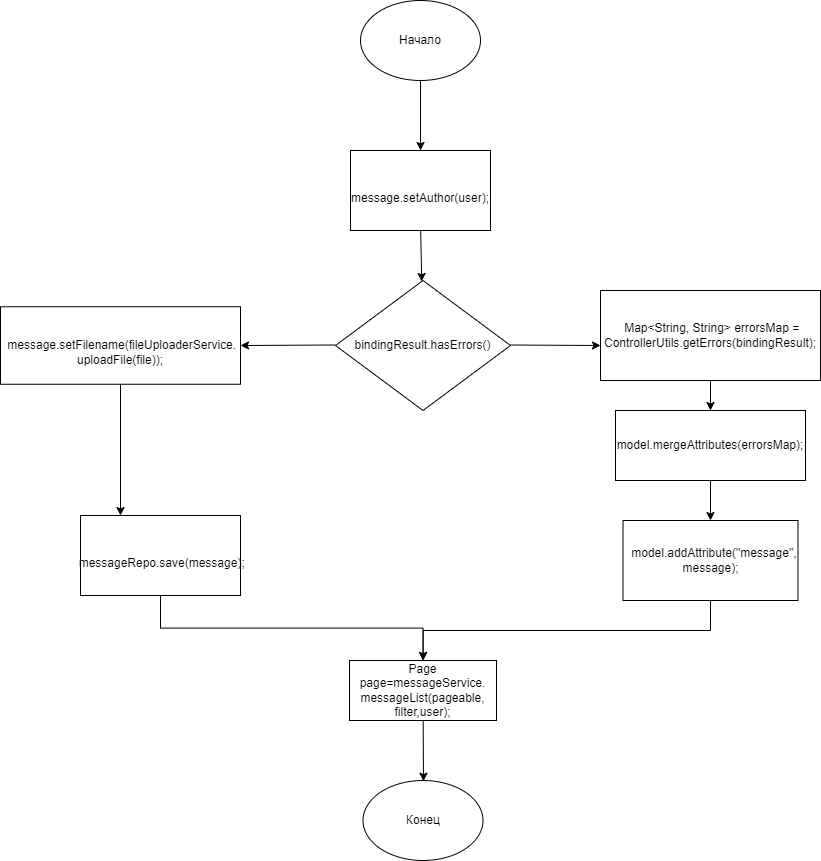 Начало
message.setAuthor(user);
bindingResult.hasErrors()
message.setFilename(fileUploaderService.
uploadFile(file));
Map<String, String> errorsMap =
ControllerUtils.getErrors(bindingResult);
model.mergeAttributes(errorsMap);
messageRepo.save(message);
model.addAttribute("message",
message);
Page
page=messageService.
messageList(pageable,
filter,user);
Конец